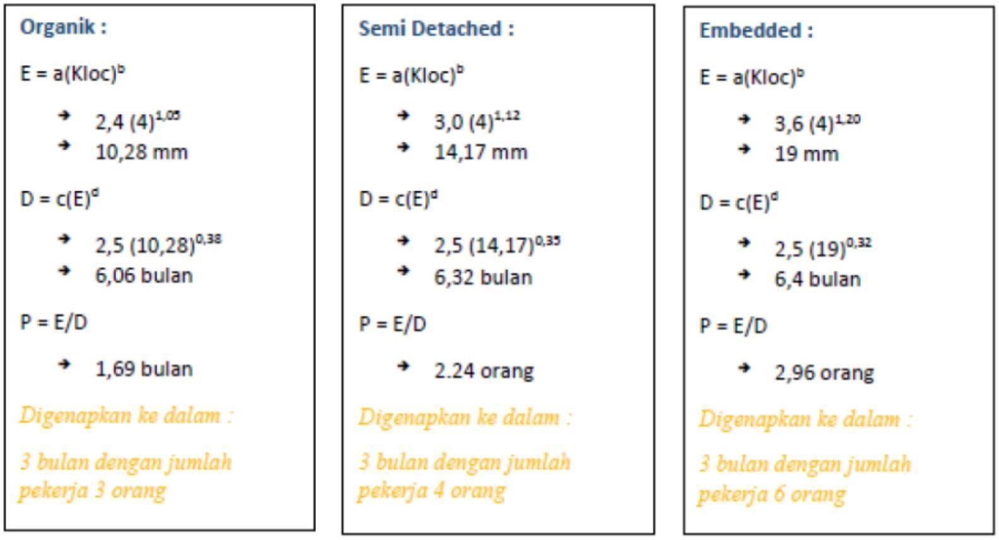 Organik :
E = a(Kloc)ᵇ
➔ 2,4 (4)¹,⁰⁵
➔ 10,28 mm
D = c(E)ᵈ
➔ 2,5 (10,28)⁰,³⁸
➔ 6,06 bulan
P = E/D
➔ 1,69 bulan
Digenapkan ke dalam :
3 bulan dengan jumlah
pekerja 3 orang
Semi Detached :
E = a(Kloc)ᵇ
➔ 3,0 (4)¹,¹²
➔ 14,17 mm
D = c(E)ᵈ
➔ 2,5 (14,17)⁰,³⁵
➔ 6,32 bulan
P = E/D
➔ 2.24 orang
Digenapkan ke dalam :
3 bulan dengan jumlah
pekerja 4 orang
Embedded :
E = a(Kloc)ᵇ
➔ 3,6 (4)¹,²⁰
➔ 19 mm
D = c(E)ᵈ
➔ 2,5 (19)⁰,³²
➔ 6,4 bulan
P = E/D
➔ 2,96 orang
Digenapkan ke dalam :
3 bulan dengan jumlah
pekerja 6 orang